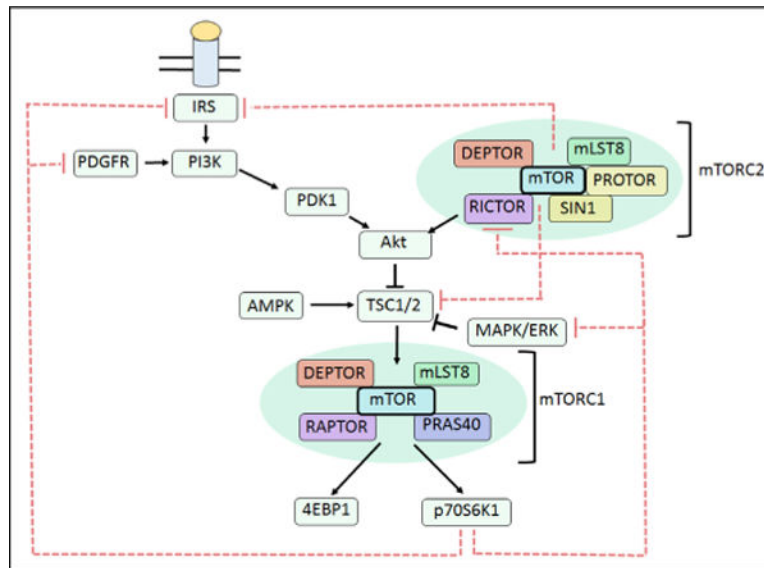 IRS
PDGFR
PI3K
DEPTOR
mLST8
mTOR
PROTOR
mTORC2
PDK1
RICTOR
SIN1
Akt
AMPK
TSC1/2
MAPK/ERK
DEPTOR
mLST8
mTOR
mTORC1
RAPTOR
PRAS40
4EBP1
p70S6K1